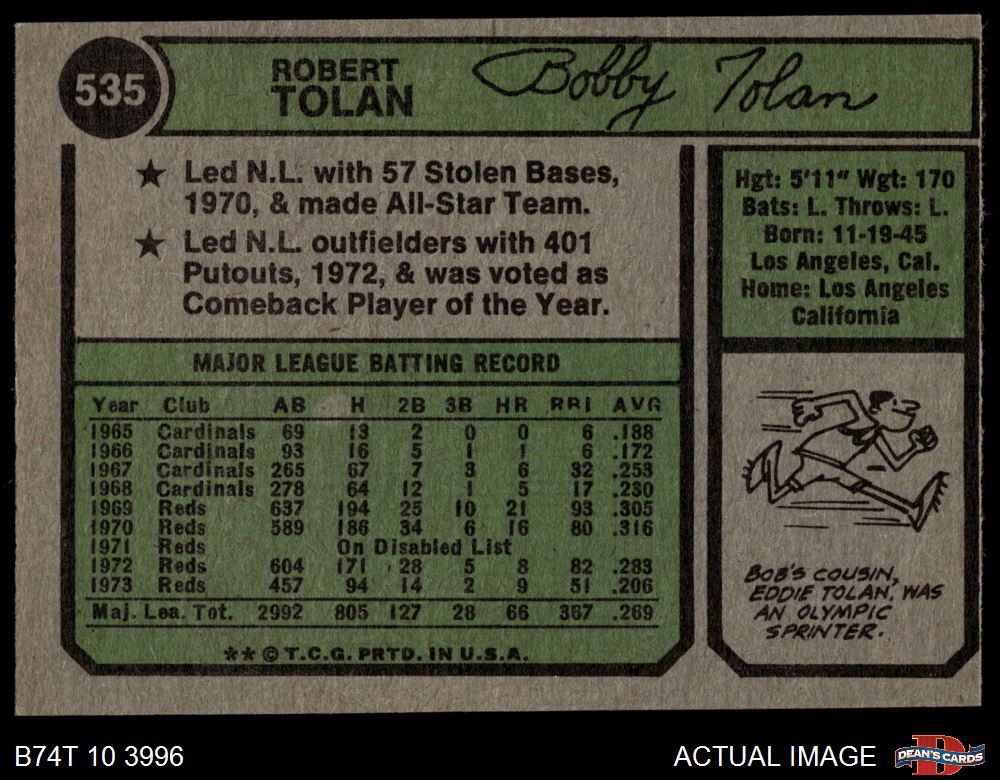 535
ROBERT
TOLAN
Bobby Tolan
★ Led N.L. with 57 Stolen Bases,
1970, & made All-Star Team.
★ Led N.L. outfielders with 401
Putouts, 1972, & was voted as
Comeback Player of the Year.
Hgt: 5'11" Wgt: 170
Bats: L. Throws: L.
Born: 11-19-45
Los Angeles, Cal.
Home: Los Angeles
California
MAJOR LEAGUE BATTING RECORD
Year Club AB H 2B 3B HR RBI AVG
1965 Cardinals 69 13 2 0 0 6 .188
1966 Cardinals 93 16 5 1 1 6 .172
1967 Cardinals 265 67 7 3 6 32 .253
1968 Cardinals 278 64 12 1 5 17 .230
1969 Reds 637 194 25 10 21 93 .305
1970 Reds 589 186 34 6 16 80 .316
1971 Reds On Disabled List
1972 Reds 604 171 28 5 8 82 .283
1973 Reds 457 94 14 2 9 51 .206
Maj. Lea. Tot. 2992 805 127 28 66 367 .269
** © T.C.G. PRTD. IN U.S.A.
BOB'S COUSIN,
EDDIE TOLAN, WAS
AN OLYMPIC
SPRINTER.
B74T 10 3996
ACTUAL IMAGE
D
DEAN'S CARDS